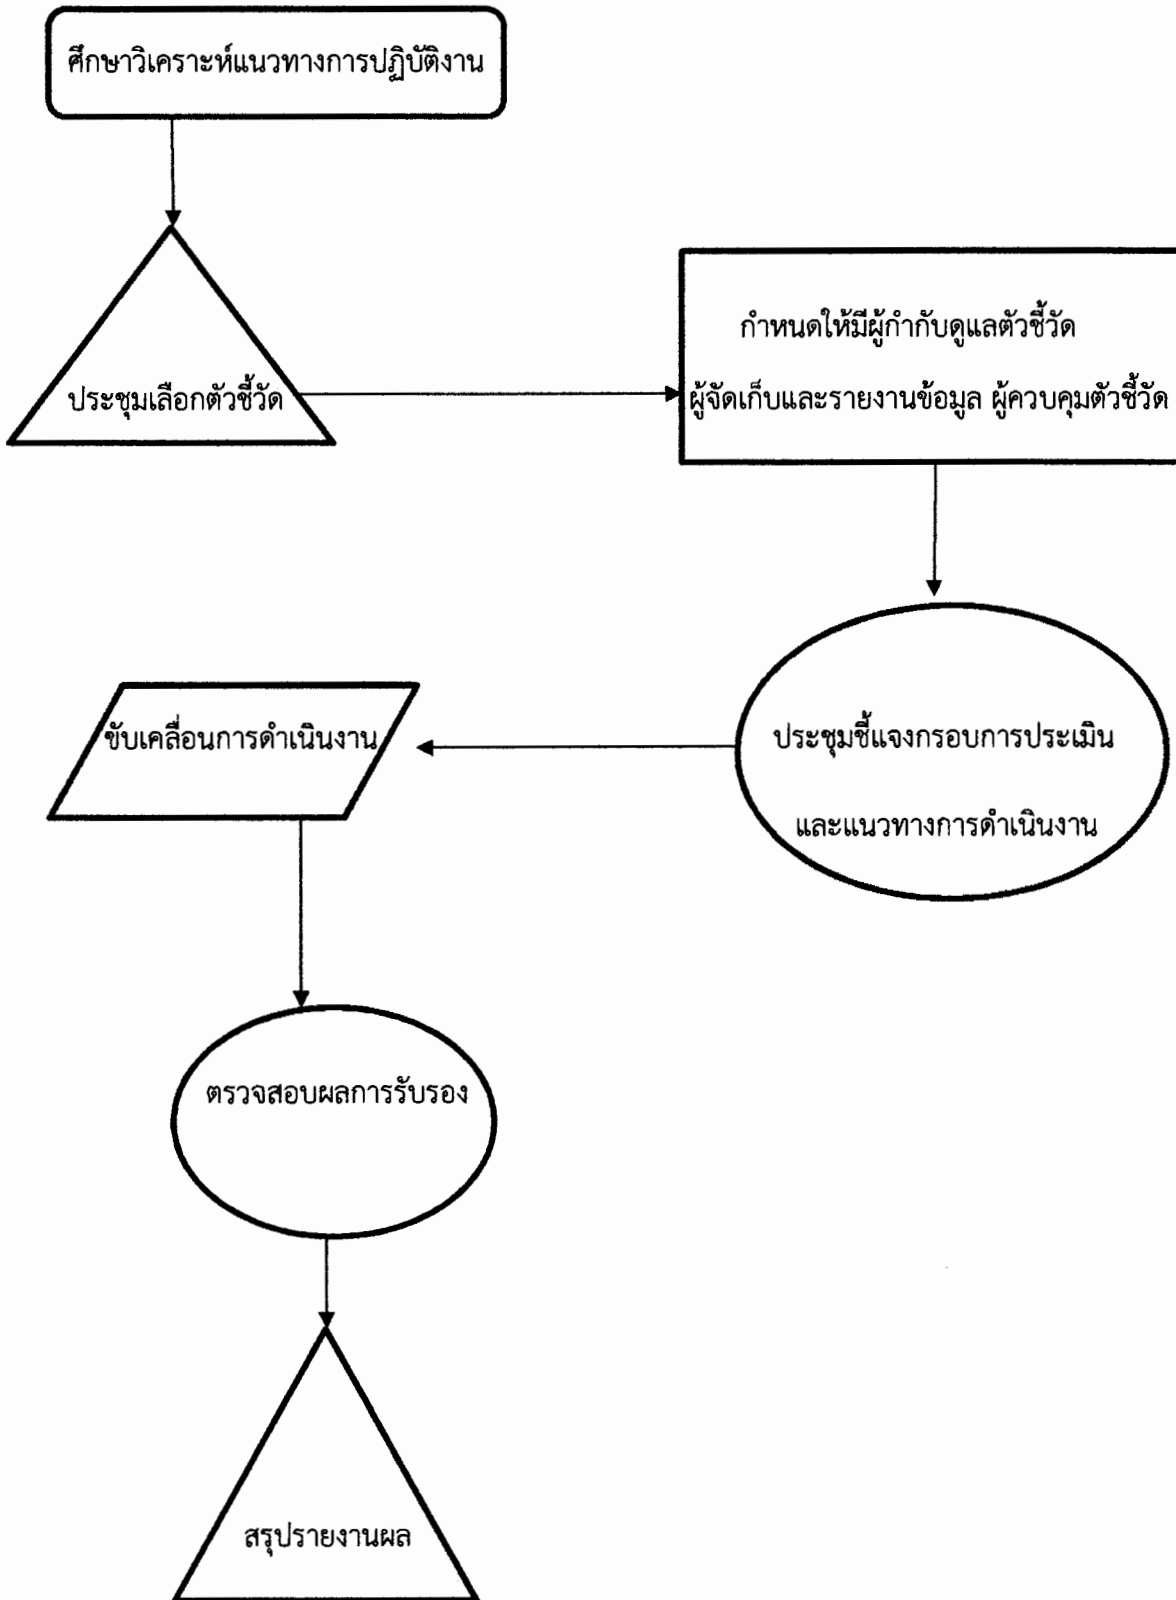 ศึกษาวิเคราะห์แนวทางการปฏิบัติงาน
ประชุมเลือกตัวชี้วัด
กำหนดให้มีผู้กำกับดูแลตัวชี้วัด
ผู้จัดเก็บและรายงานข้อมูล ผู้ควบคุมตัวชี้วัด
ประชุมชี้แจงกรอบการประเมิน
และแนวทางการดำเนินงาน
ขับเคลื่อนการดำเนินงาน
ตรวจสอบผลการรับรอง
สรุปรายงานผล